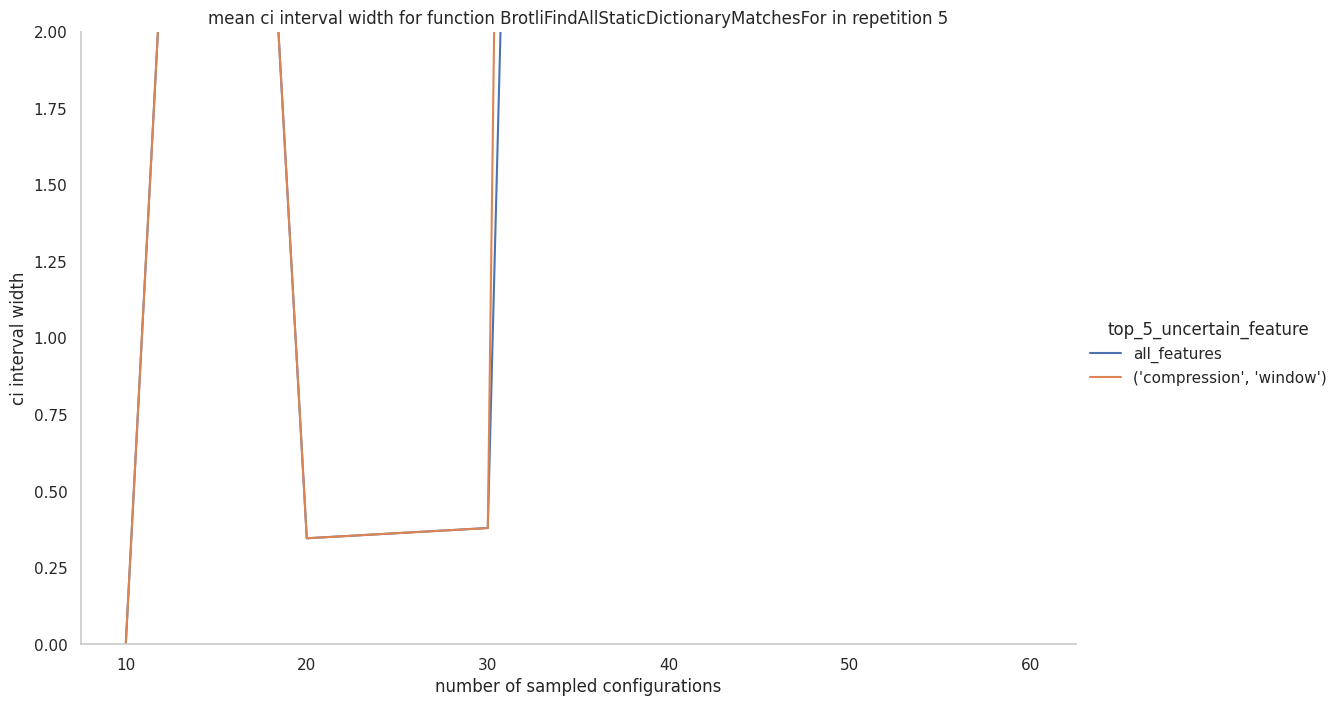 mean ci interval width for function BrotliFindAllStaticDictionaryMatchesFor in repetition 5
2.00
1.75
1.50
1.25
1.00
0.75
0.50
0.25
0.00
ci interval width
10 20 30 40 50 60
number of sampled configurations
top_5_uncertain_feature
all_features
('compression', 'window')